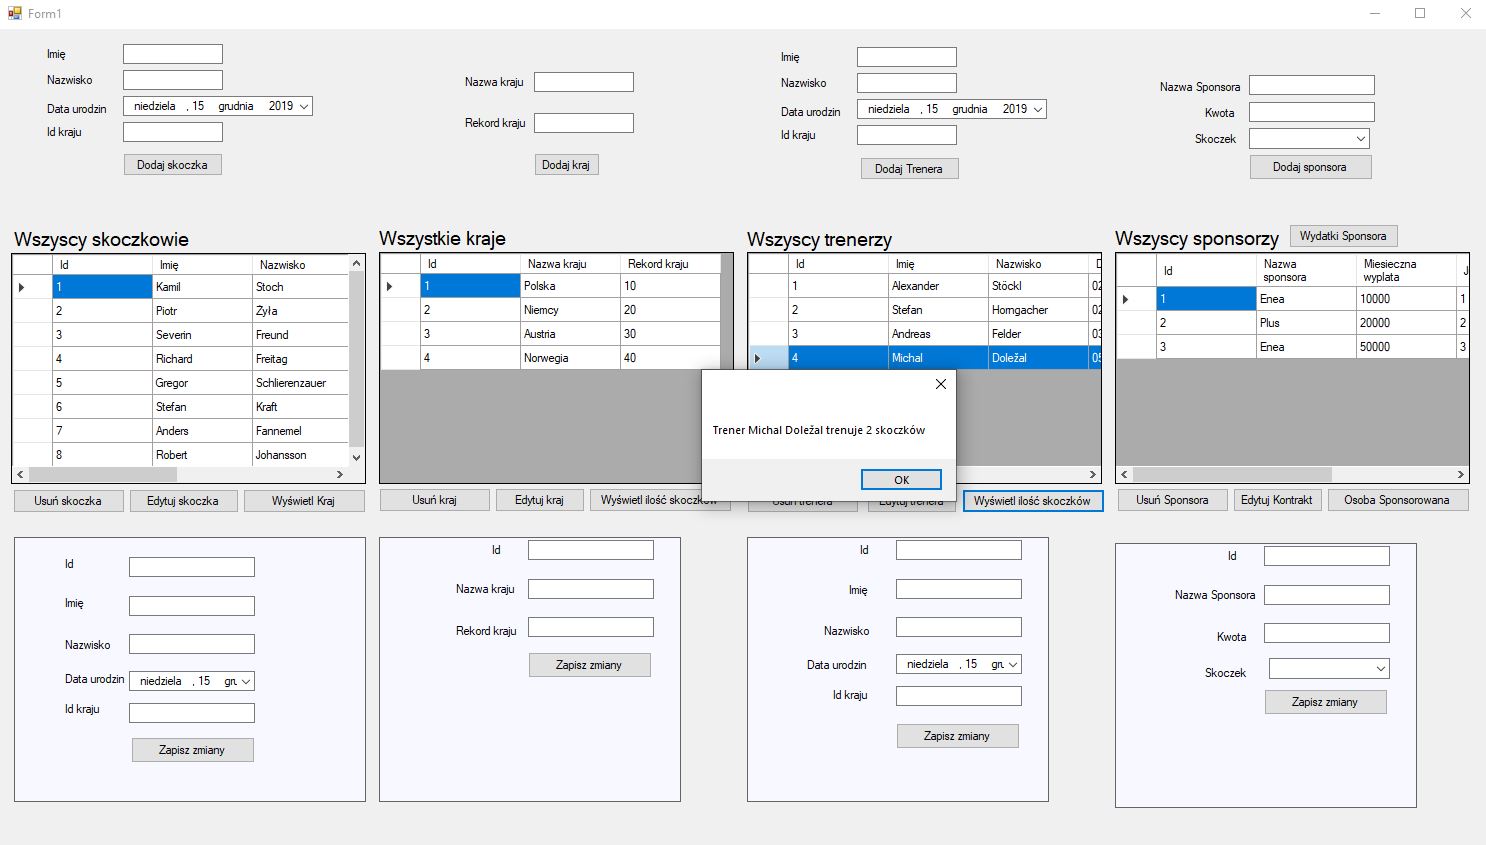 Form1
Imię
Nazwisko
Data urodzin niedziela , 15 grudnia 2019
Id kraju
Dodaj skoczka
Nazwa kraju
Rekord kraju
Dodaj kraj
Imię
Nazwisko
Data urodzin niedziela , 15 grudnia 2019
Id kraju
Dodaj Trenera
Nazwa Sponsora
Kwota
Skoczek
Dodaj sponsora
Wszyscy skoczkowie
Id Imię Nazwisko
1 Kamil Stoch
2 Piotr Żyła
3 Severin Freund
4 Richard Freitag
5 Gregor Schlierenzauer
6 Stefan Kraft
7 Anders Fannemel
8 Robert Johansson
Usuń skoczka Edytuj skoczka Wyświetl Kraj
Wszystkie kraje
Id Nazwa kraju Rekord kraju
1 Polska 10
2 Niemcy 20
3 Austria 30
4 Norwegia 40
Usuń kraj Edytuj kraj Wyświetl ilość skoczków
Wszyscy trenerzy
Id Imię Nazwisko D
1 Alexander Stöckl 02
2 Stefan Horngacher 02
3 Andreas Felder 03
4 Michal Doležal 05
Trener Michal Doležal trenuje 2 skoczków
OK
Usuń trenera Edytuj trenera Wyświetl ilość skoczków
Wszyscy sponsorzy Wydatki Sponsora
Id Nazwa sponsora Miesieczna wyplata J
1 Enea 10000 1
2 Plus 20000 2
3 Enea 50000 3
Usuń Sponsora Edytuj Kontrakt Osoba Sponsorowana
Id
Imię
Nazwisko
Data urodzin niedziela , 15 gru
Id kraju
Zapisz zmiany
Id
Nazwa kraju
Rekord kraju
Zapisz zmiany
Id
Imię
Nazwisko
Data urodzin niedziela , 15 gru
Id kraju
Zapisz zmiany
Id
Nazwa Sponsora
Kwota
Skoczek
Zapisz zmiany